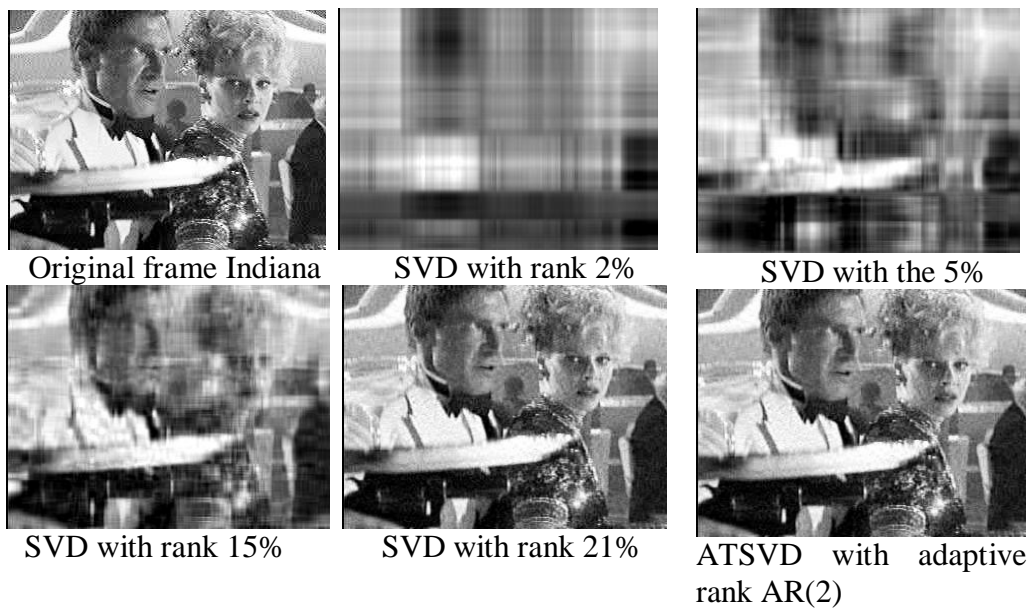 Original frame Indiana
SVD with rank 2%
SVD with the 5%
SVD with rank 15%
SVD with rank 21%
ATSVD with adaptive
rank AR(2)